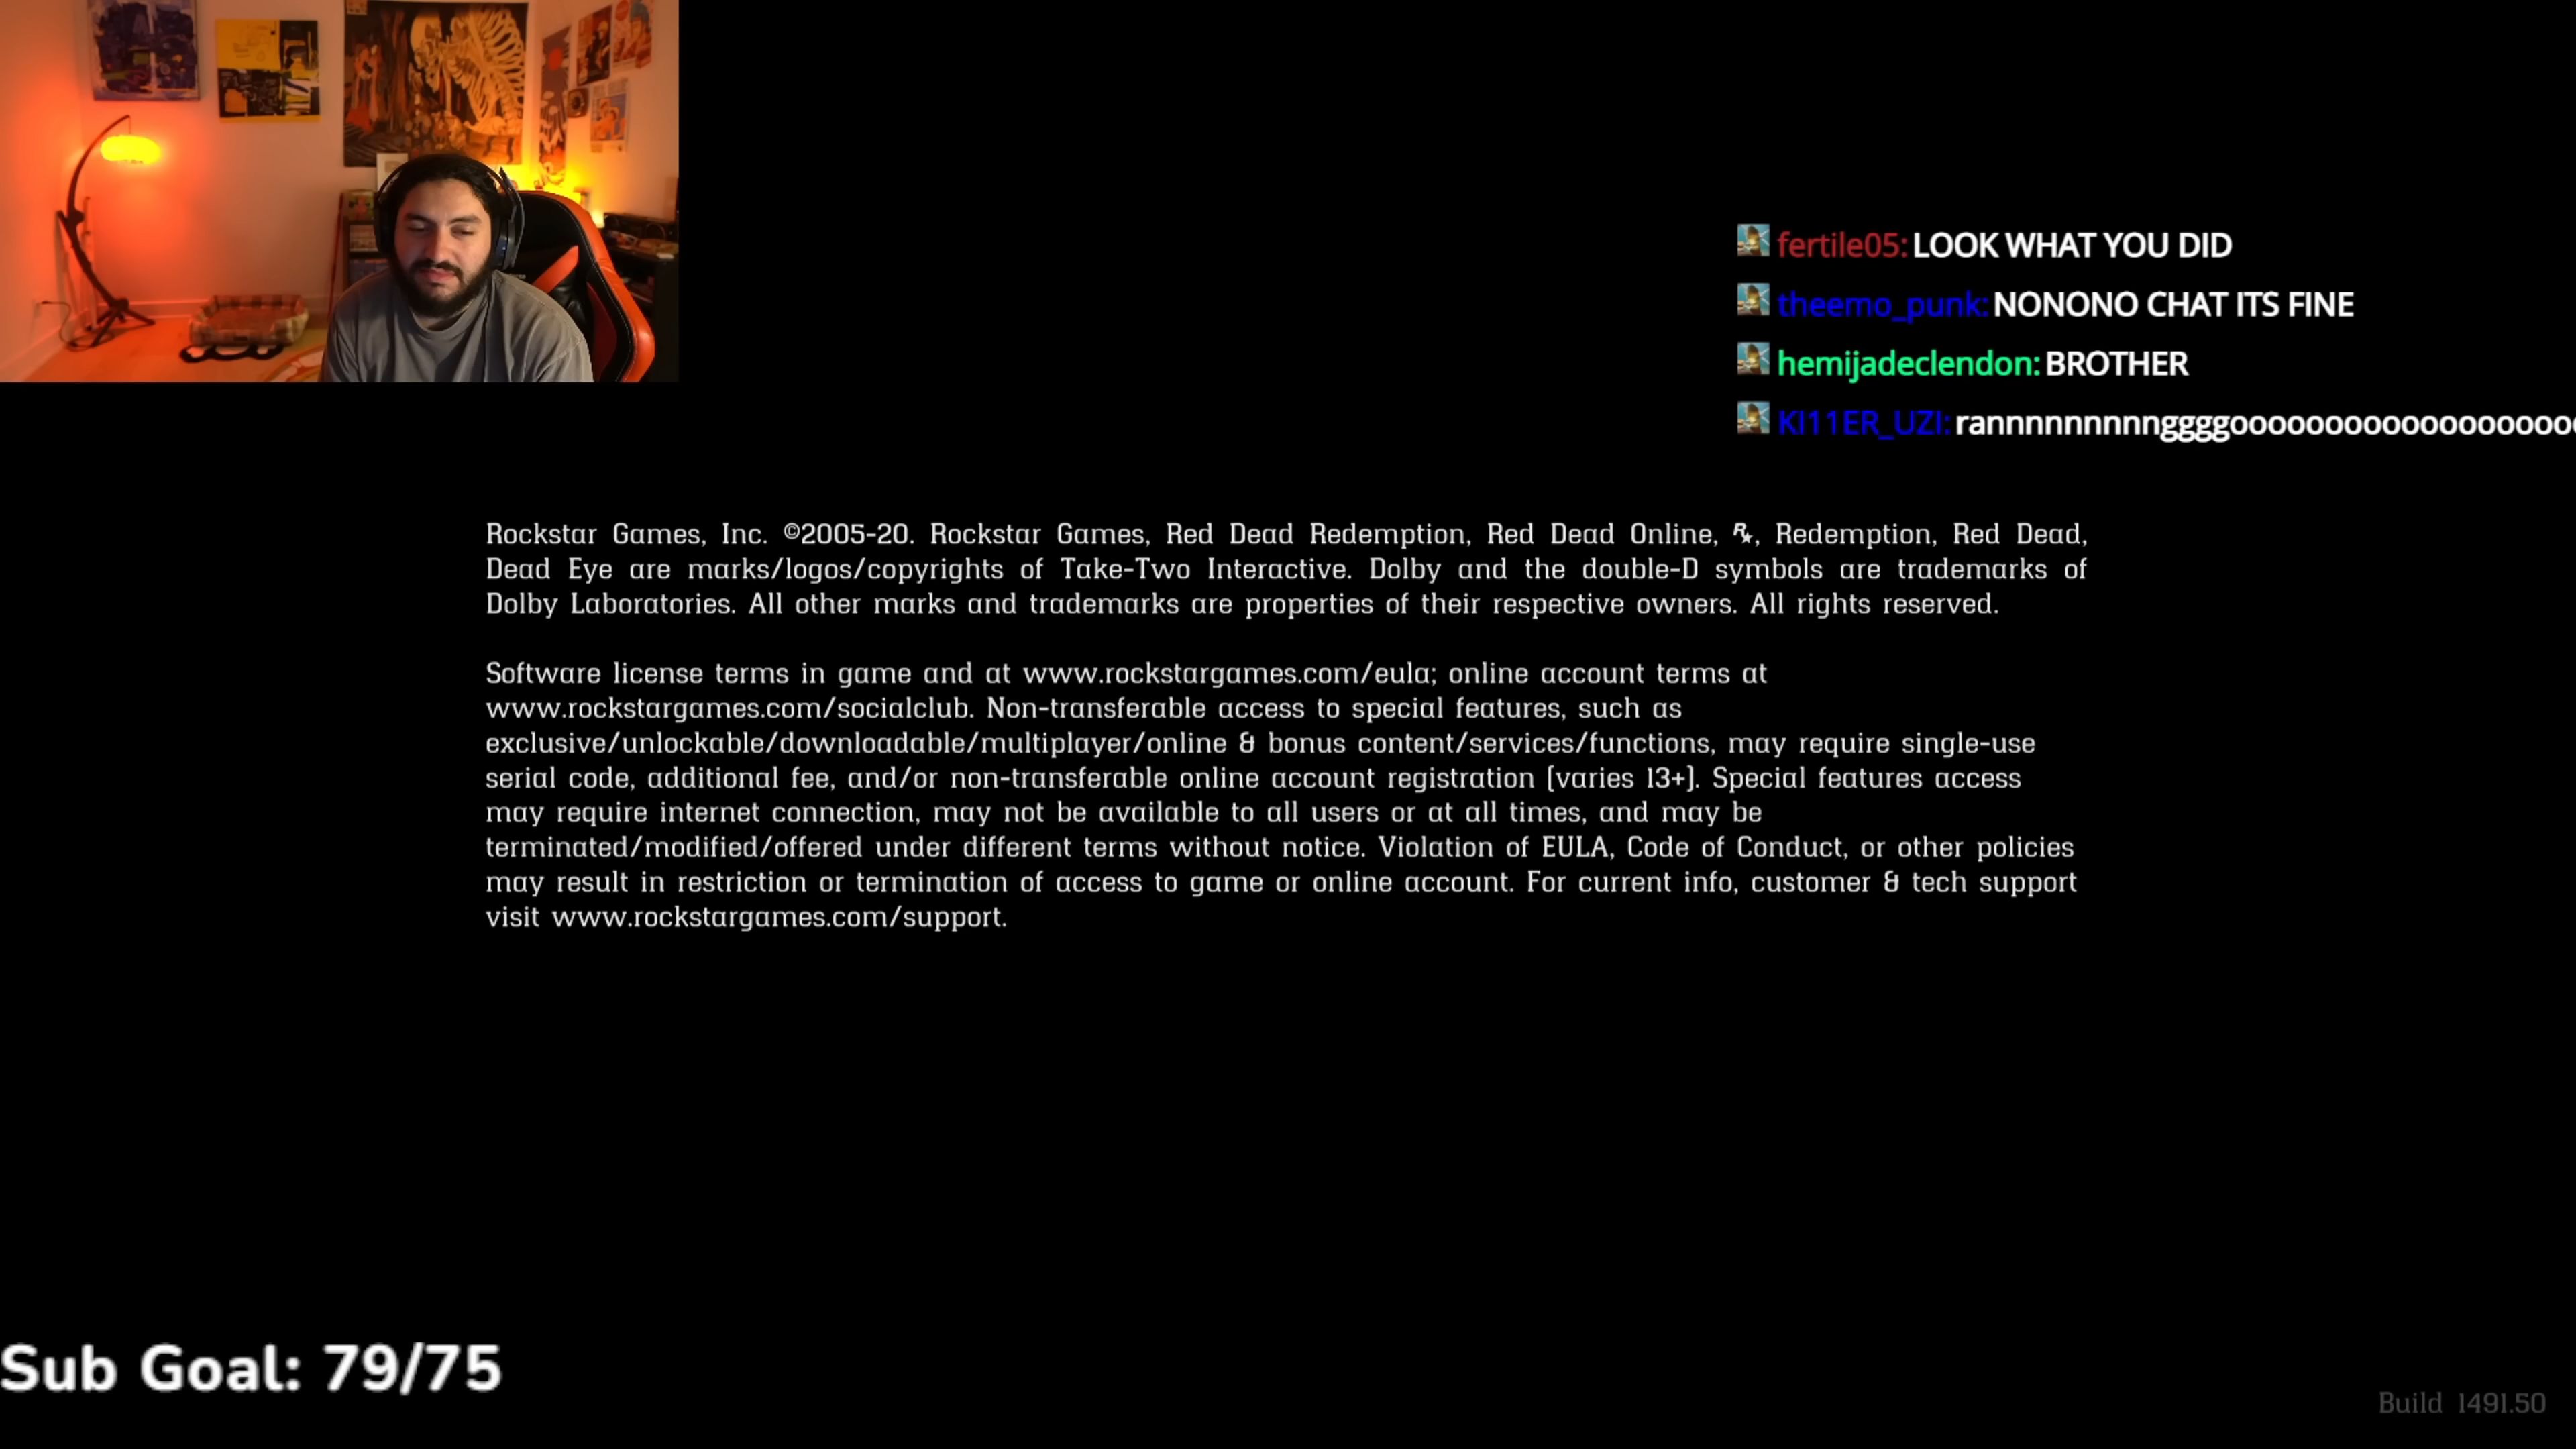 fertile05: LOOK WHAT YOU DID
theemo_punk: NONONO CHAT ITS FINE
hemijadeclendon: BROTHER
KI11ER_UZI: rannnnnnnnnggggooooooooooooooooooo
Rockstar Games, Inc. ©2005-20. Rockstar Games, Red Dead Redemption, Red Dead Online, R★, Redemption, Red Dead,
Dead Eye are marks/logos/copyrights of Take-Two Interactive. Dolby and the double-D symbols are trademarks of
Dolby Laboratories. All other marks and trademarks are properties of their respective owners. All rights reserved.
Software license terms in game and at www.rockstargames.com/eula; online account terms at
www.rockstargames.com/socialclub. Non-transferable access to special features, such as
exclusive/unlockable/downloadable/multiplayer/online & bonus content/services/functions, may require single-use
serial code, additional fee, and/or non-transferable online account registration (varies 13+). Special features access
may require internet connection, may not be available to all users or at all times, and may be
terminated/modified/offered under different terms without notice. Violation of EULA, Code of Conduct, or other policies
may result in restriction or termination of access to game or online account. For current info, customer & tech support
visit www.rockstargames.com/support.
Sub Goal: 79/75
Build 1491.50